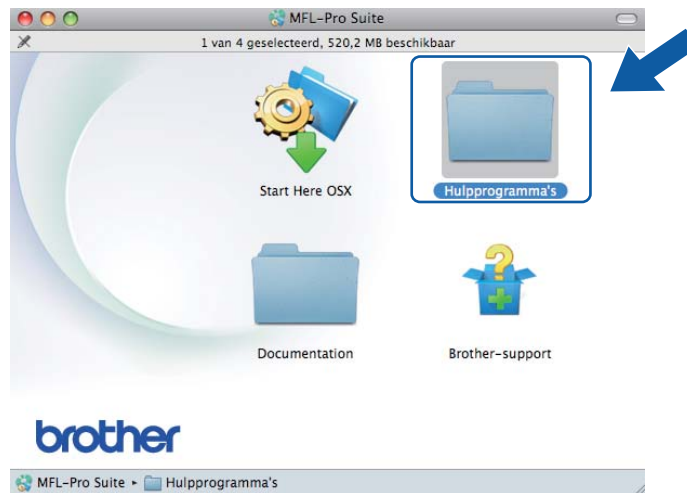 MFL-Pro Suite
1 van 4 geselecteerd, 520,2 MB beschikbaar
Start Here OSX
Hulpprogramma's
Documentation
Brother-support
brother
MFL-Pro Suite ▸ Hulpprogramma's